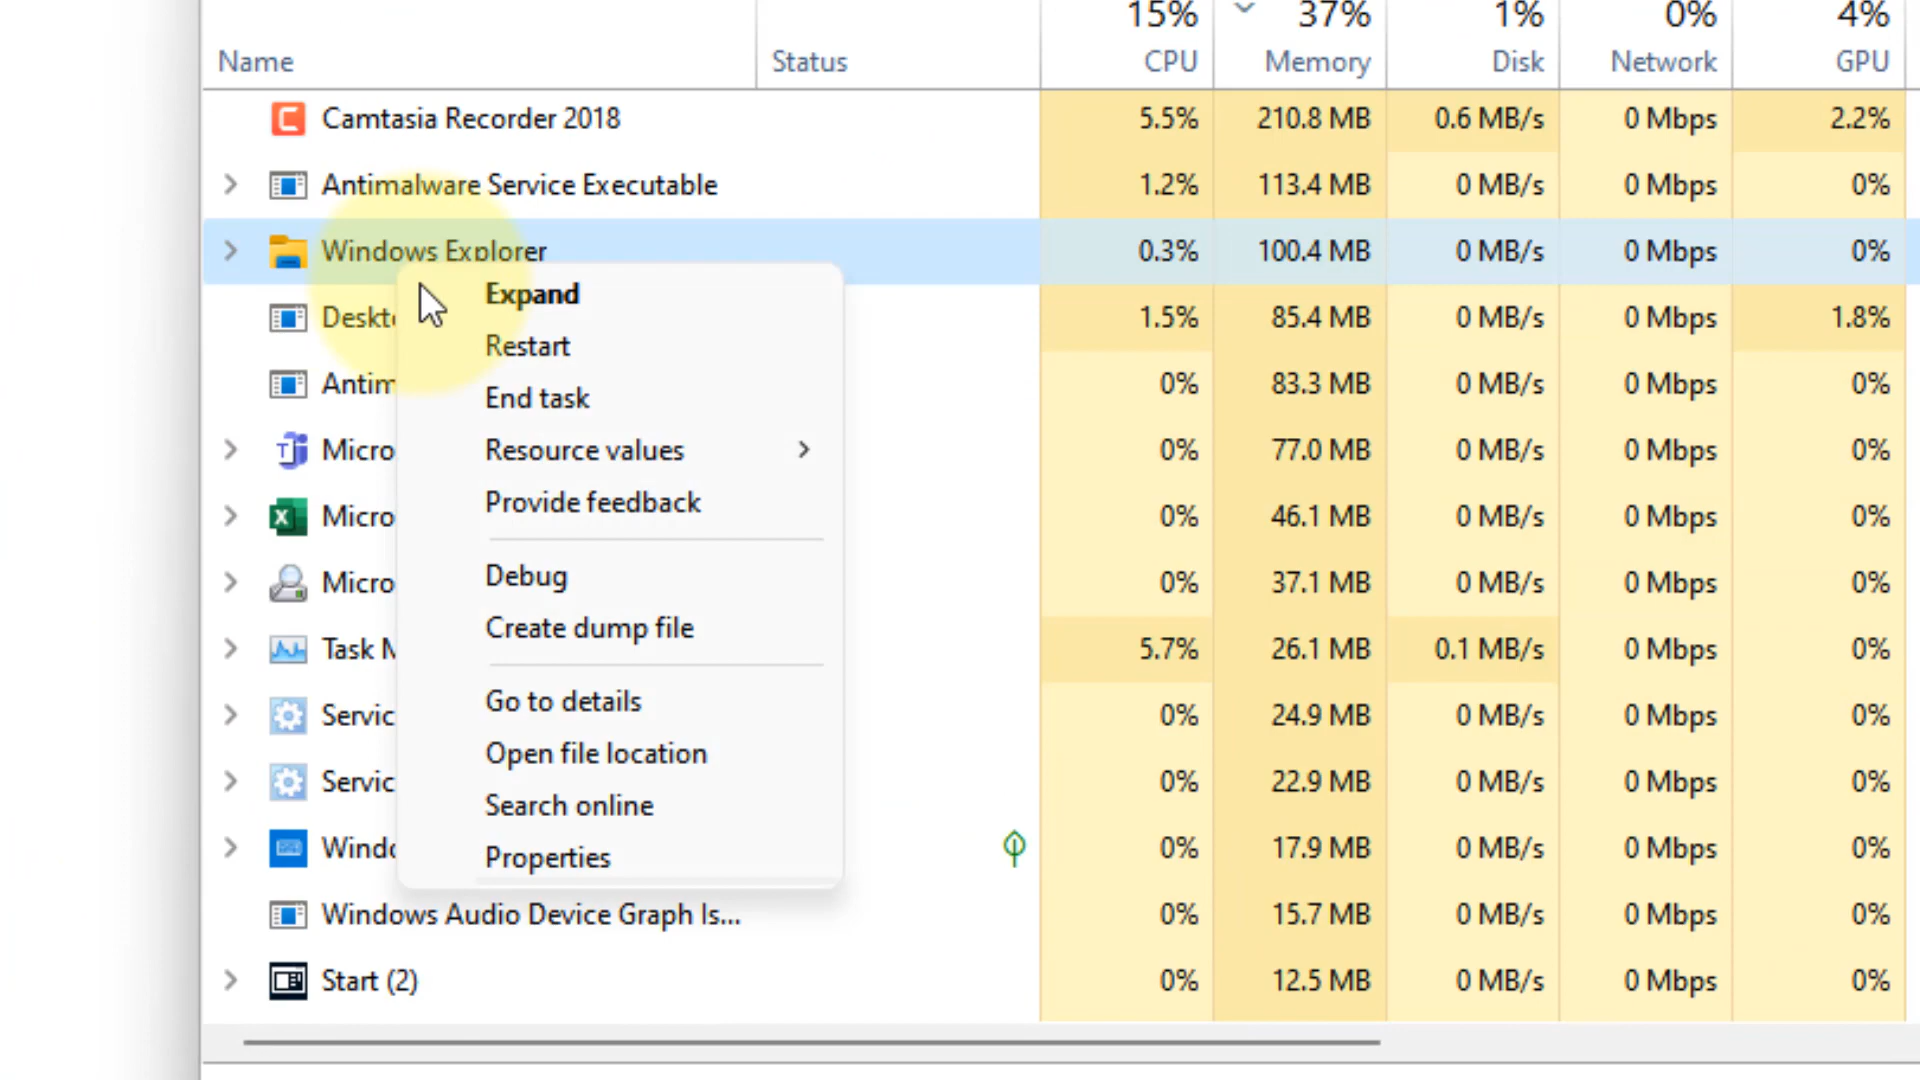 15% 37% 1% 0% 4%
Name Status CPU Memory Disk Network GPU
Camtasia Recorder 2018 5.5% 210.8 MB 0.6 MB/s 0 Mbps 2.2%
Antimalware Service Executable 1.2% 113.4 MB 0 MB/s 0 Mbps 0%
Windows Explorer 0.3% 100.4 MB 0 MB/s 0 Mbps 0%
Expand
Deskt 1.5% 85.4 MB 0 MB/s 0 Mbps 1.8%
Restart
Antim 0% 83.3 MB 0 MB/s 0 Mbps 0%
End task
Micro Resource values 0% 77.0 MB 0 MB/s 0 Mbps 0%
Provide feedback
Micro 0% 46.1 MB 0 MB/s 0 Mbps 0%
Debug
Micro 0% 37.1 MB 0 MB/s 0 Mbps 0%
Create dump file
Task M 5.7% 26.1 MB 0.1 MB/s 0 Mbps 0%
Go to details
Servic 0% 24.9 MB 0 MB/s 0 Mbps 0%
Open file location
Servic 0% 22.9 MB 0 MB/s 0 Mbps 0%
Search online
Windo 0% 17.9 MB 0 MB/s 0 Mbps 0%
Properties
Windows Audio Device Graph Is... 0% 15.7 MB 0 MB/s 0 Mbps 0%
Start (2) 0% 12.5 MB 0 MB/s 0 Mbps 0%